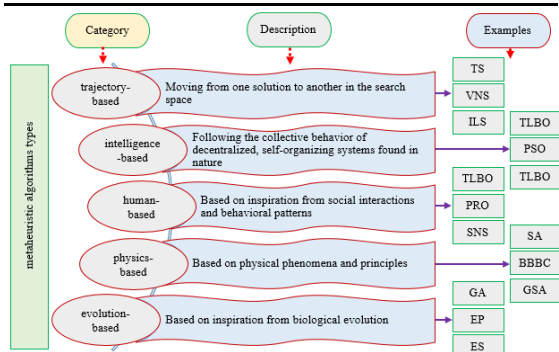 Category
Description
Examples
metaheuristic algorithms types
trajectory-
based
Moving from one solution to another in the search
space
TS
VNS
ILS
intelligence
-based
Following the collective behavior of
decentralized, self-organizing systems found in
nature
TLBO
PSO
TLBO
human-
based
Based on inspiration from social interactions
and behavioral patterns
TLBO
PRO
SNS
physics-
based
Based on physical phenomena and principles
SA
BBBC
GSA
evolution-
based
Based on inspiration from biological evolution
GA
EP
ES